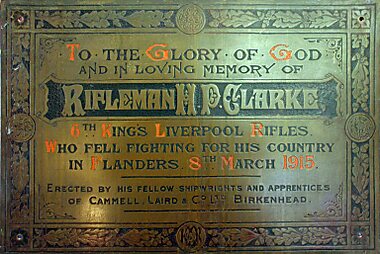 To · the · Glory · of · God
and in loving memory of
Rifleman H. P. Clarke
6th King's Liverpool Rifles.
Who fell fighting for his country
in Flanders. 8th March 1915.
Erected by his fellow shipwrights and apprentices
of Cammell, Laird & Co Ltd Birkenhead.